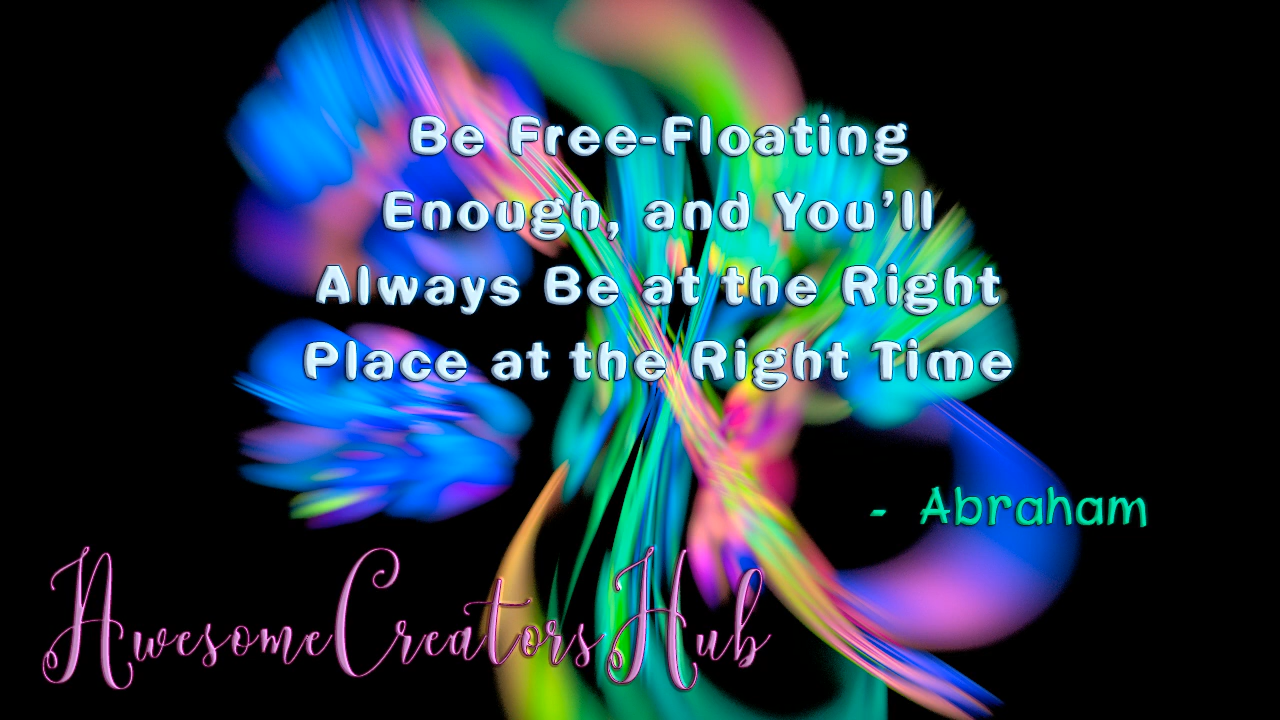 Be Free-Floating
Enough, and You'll
Always Be at the Right
Place at the Right Time
- Abraham
AwesomeCreatorsHub